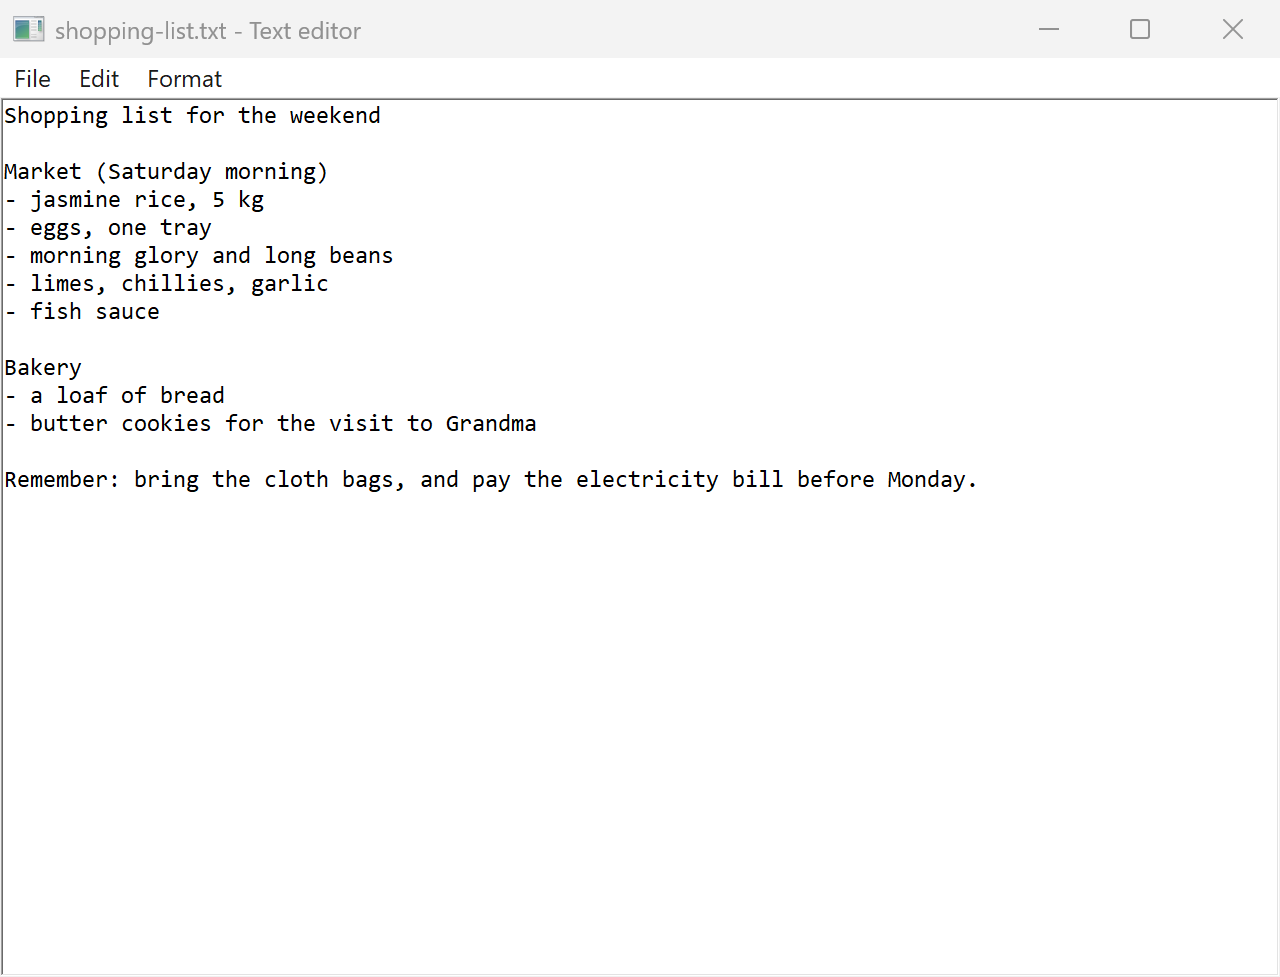 shopping-list.txt - Text editor
File Edit Format
Shopping list for the weekend
Market (Saturday morning)
- jasmine rice, 5 kg
- eggs, one tray
- morning glory and long beans
- limes, chillies, garlic
- fish sauce
Bakery
- a loaf of bread
- butter cookies for the visit to Grandma
Remember: bring the cloth bags, and pay the electricity bill before Monday.